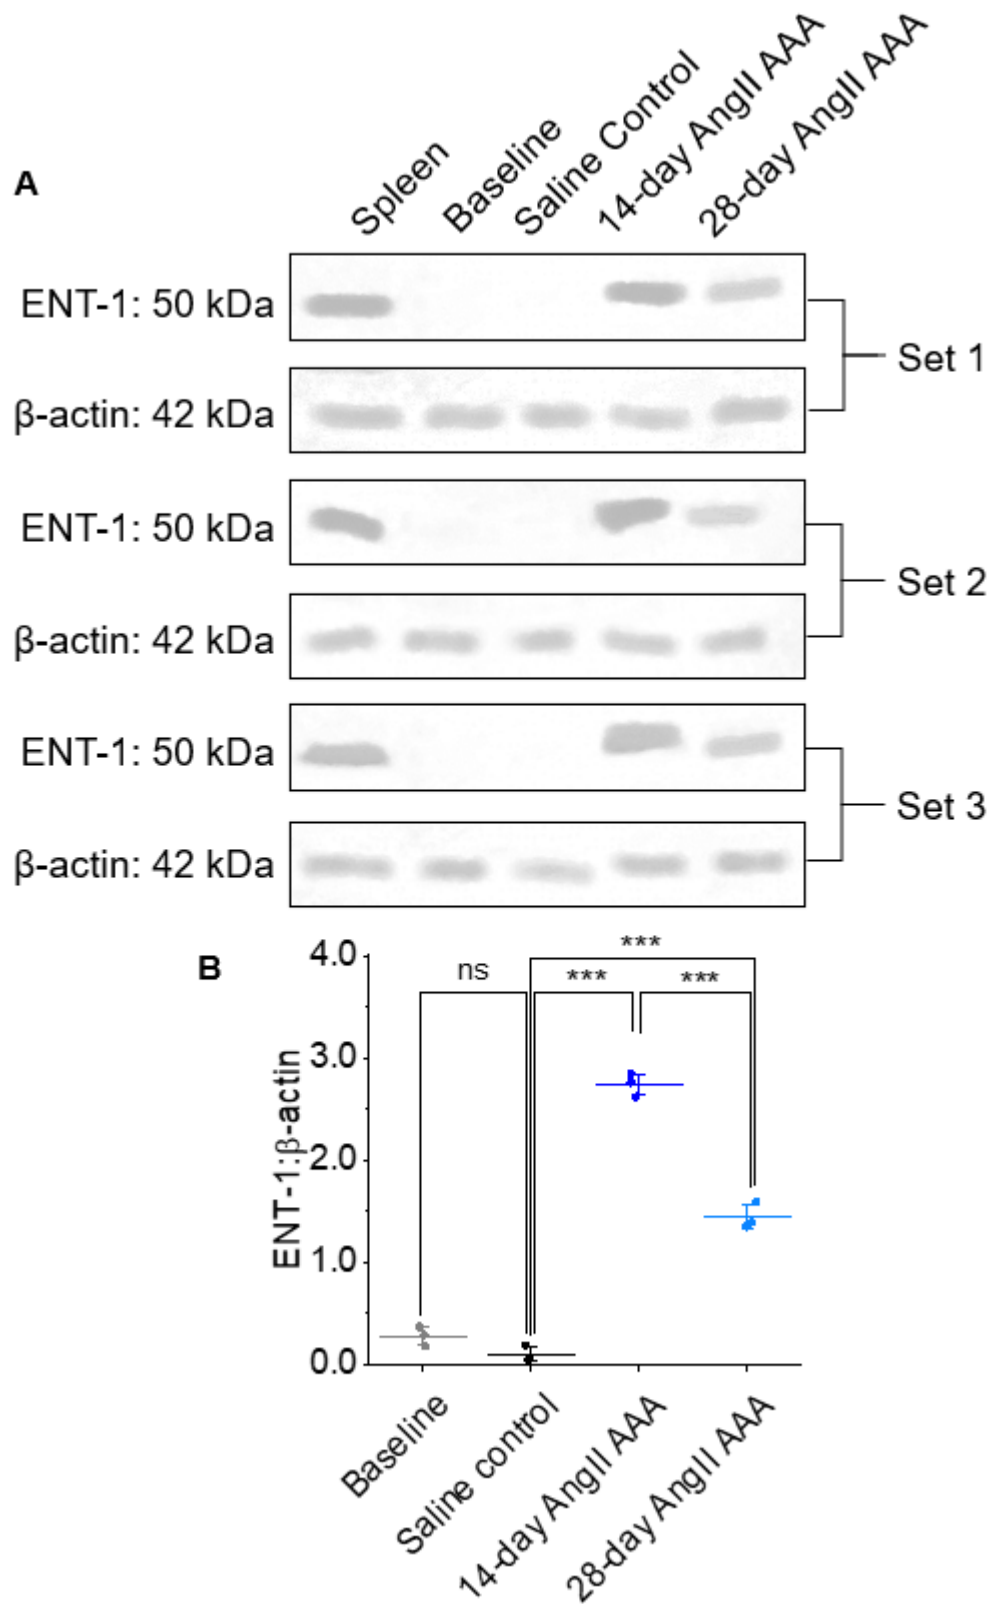 A
Spleen
Baseline
Saline Control
14-day AngII AAA
28-day AngII AAA
ENT-1: 50 kDa
β-actin: 42 kDa
Set 1
ENT-1: 50 kDa
β-actin: 42 kDa
Set 2
ENT-1: 50 kDa
β-actin: 42 kDa
Set 3
B
ENT-1:β-actin
4.0
3.0
2.0
1.0
0.0
***
ns
***
***
Baseline
Saline control
14-day AngII AAA
28-day AngII AAA